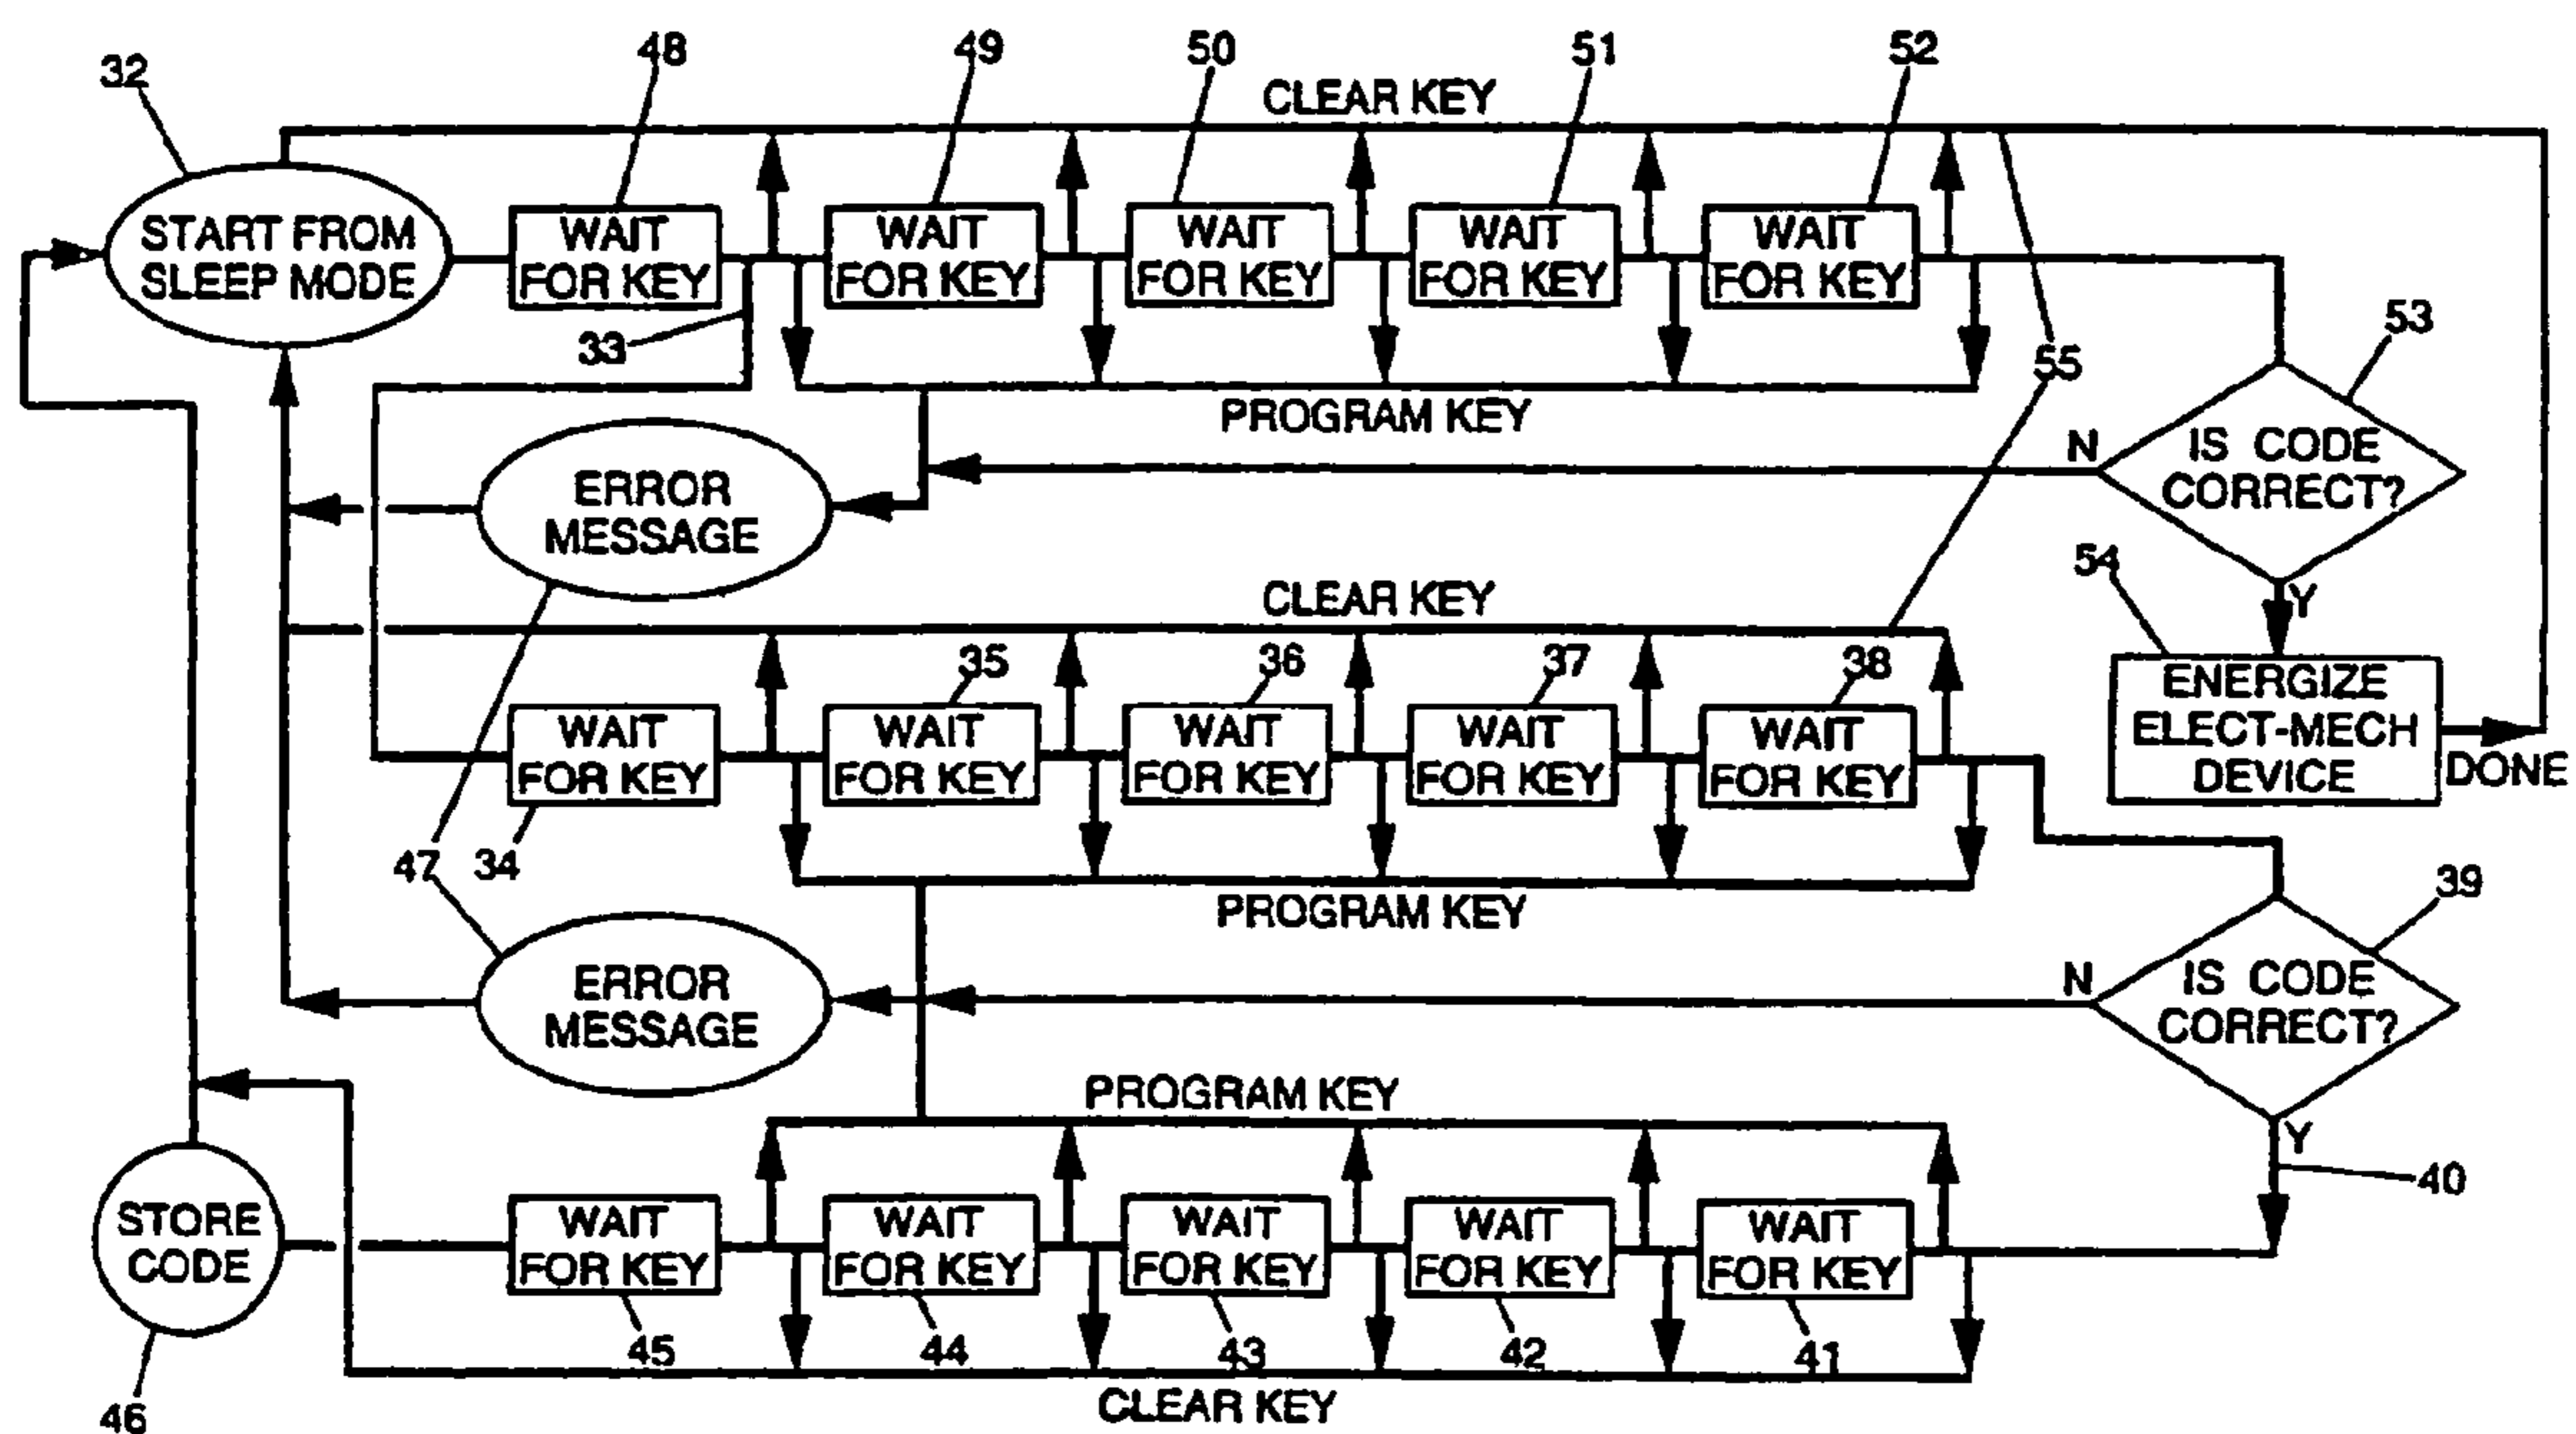 48
49
50
51
52
32
CLEAR KEY
START FROM
SLEEP MODE
WAIT
FOR KEY
WAIT
FOR KEY
WAIT
FOR KEY
WAIT
FOR KEY
WAIT
FOR KEY
33
53
55
PROGRAM KEY
N
IS CODE
CORRECT?
ERROR
MESSAGE
54
Y
CLEAR KEY
35
36
37
38
ENERGIZE
ELECT-MECH
DEVICE
DONE
WAIT
FOR KEY
WAIT
FOR KEY
WAIT
FOR KEY
WAIT
FOR KEY
WAIT
FOR KEY
47
34
PROGRAM KEY
39
N
IS CODE
CORRECT?
ERROR
MESSAGE
PROGRAM KEY
Y
40
STORE
CODE
WAIT
FOR KEY
WAIT
FOR KEY
WAIT
FOR KEY
WAIT
FOR KEY
WAIT
FOR KEY
45
44
43
42
41
46
CLEAR KEY